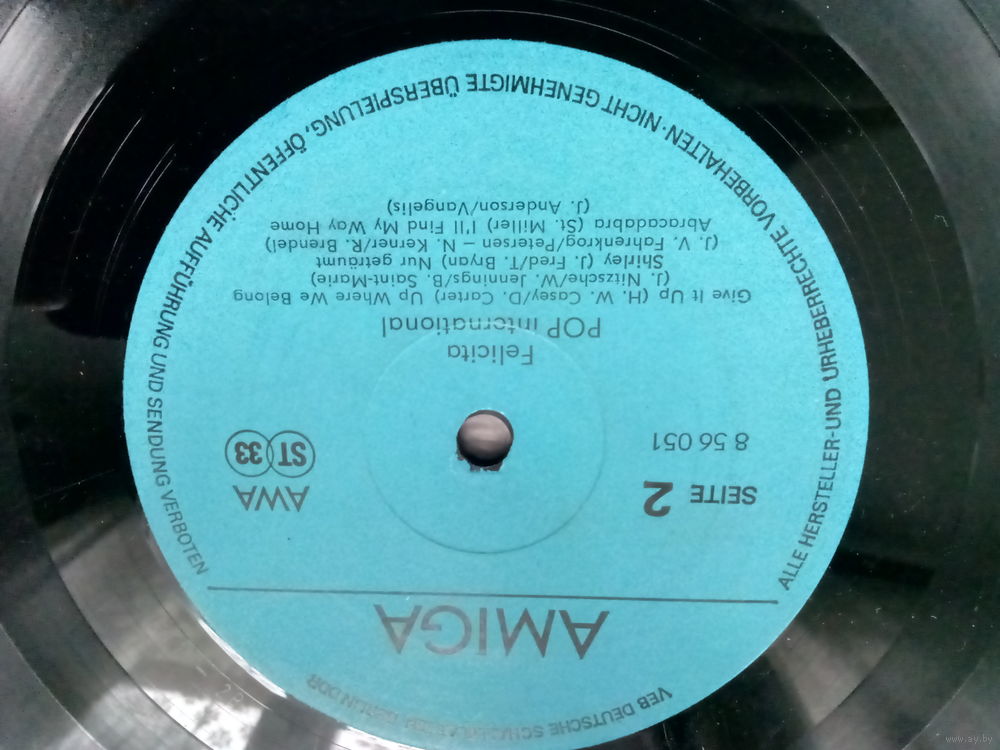 AMIGA
SEITE 2
8 56 051
AWA
ST 33
Felicita
POP international
Give It Up (H. W. Casey/D. Carter) Up Where We Belong
(J. Nitzsche/W. Jennings/B. Saint-Marie)
Shirley (J. Fred/T. Bryan) Nur geträumt
(J. V. Fahrenkrog/Petersen – N. Kerner/R. Brendel)
Abracadabra (St. Miller) I'll Find My Way Home
(J. Anderson/Vangelis)
ALLE HERSTELLER-UND URHEBERRECHTE VORBEHALTEN · NICHT GENEHMIGTE ÜBERSPIELUNG, ÖFFENTLICHE AUFFÜHRUNG UND SENDUNG VERBOTEN
VEB DEUTSCHE SCHALLPLATTEN BERLIN DDR
www.ay.by